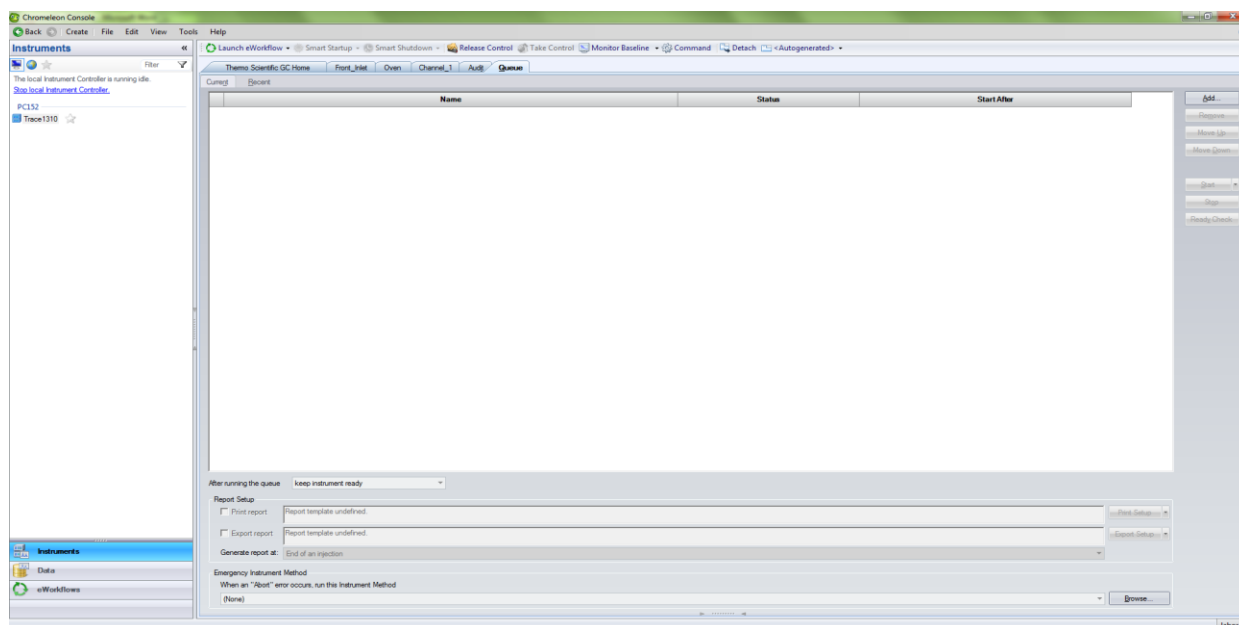 Chromeleon Console
Back Create File Edit View Tools Help
Instruments
Launch eWorkflow Smart Startup Smart Shutdown Release Control Take Control Monitor Baseline Command Detach <Autogenerated>
Filter
Thermo Scientific GC Home Front_Inlet Oven Channel_1 Audit Queue
The local Instrument Controller is running idle.
Stop local Instrument Controller.
Current Recent
PC152
Trace1310
Name Status Start After
Add...
Remove
Move Up
Move Down
Start
Stop
Ready Check
After running the queue keep instrument ready
Report Setup
Print report Report template undefined. Print Setup
Export report Report template undefined. Export Setup
Generate report at: End of an injection
Emergency Instrument Method
When an "Abort" error occurs, run this Instrument Method
(None) Browse...
Instruments
Data
eWorkflows